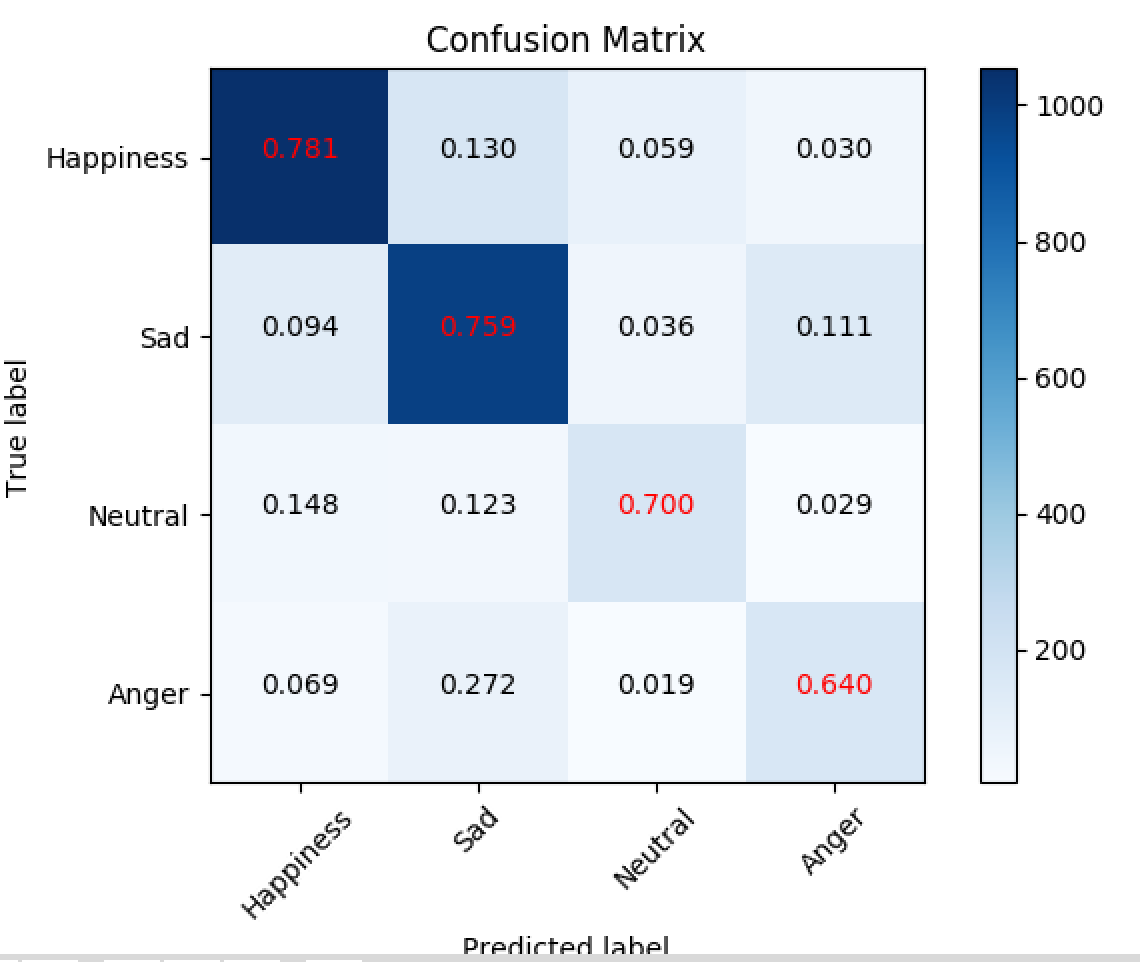 Confusion Matrix
Happiness 0.781 0.130 0.059 0.030
Sad 0.094 0.759 0.036 0.111
Neutral 0.148 0.123 0.700 0.029
Anger 0.069 0.272 0.019 0.640
True label
Happiness Sad Neutral Anger
Predicted label
1000
800
600
400
200